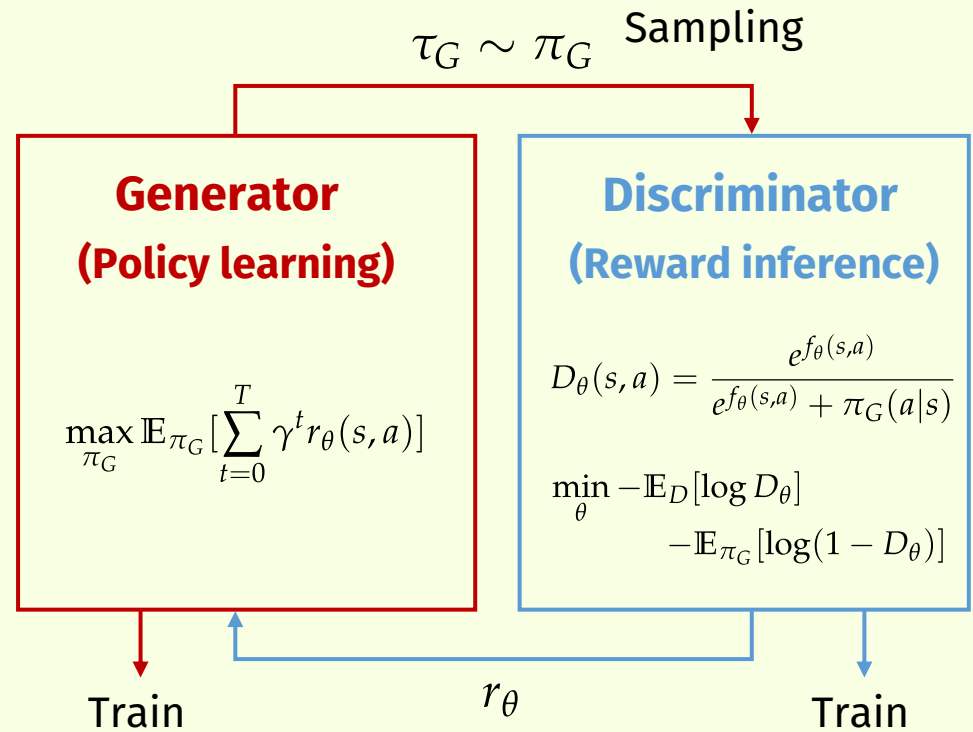 τ_G ∼ π_G Sampling
Generator
(Policy learning)
max_{π_G} 𝔼_{π_G}[∑_{t=0}^{T} γ^t r_θ(s, a)]
Discriminator
(Reward inference)
D_θ(s, a) = e^{f_θ(s,a)} / (e^{f_θ(s,a)} + π_G(a|s))
min_θ −𝔼_D[log D_θ]
−𝔼_{π_G}[log(1 − D_θ)]
Train
r_θ
Train